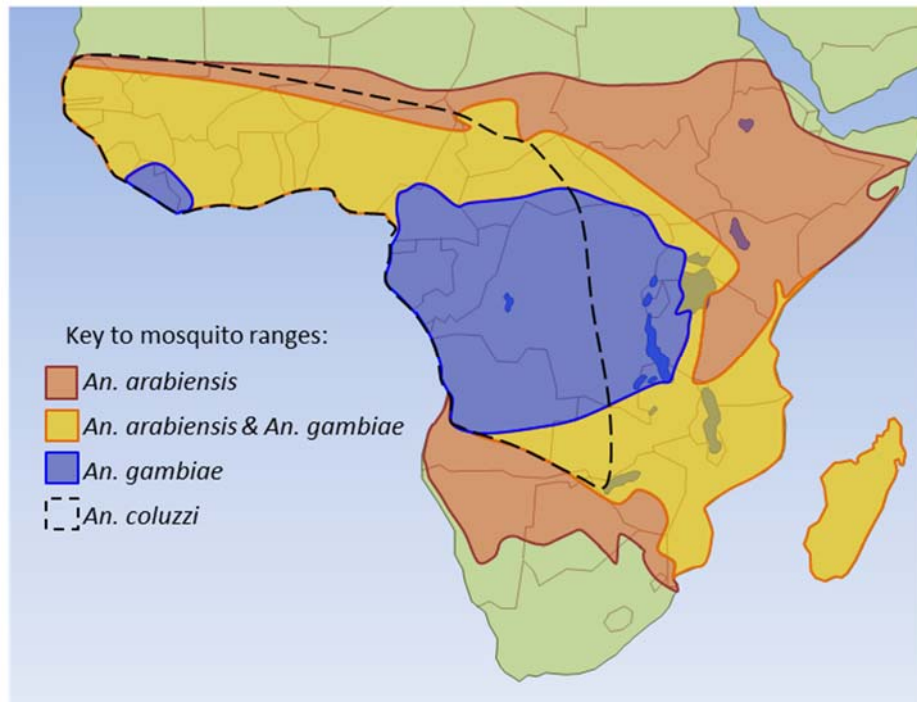 Key to mosquito ranges:
An. arabiensis
An. arabiensis & An. gambiae
An. gambiae
An. coluzzi